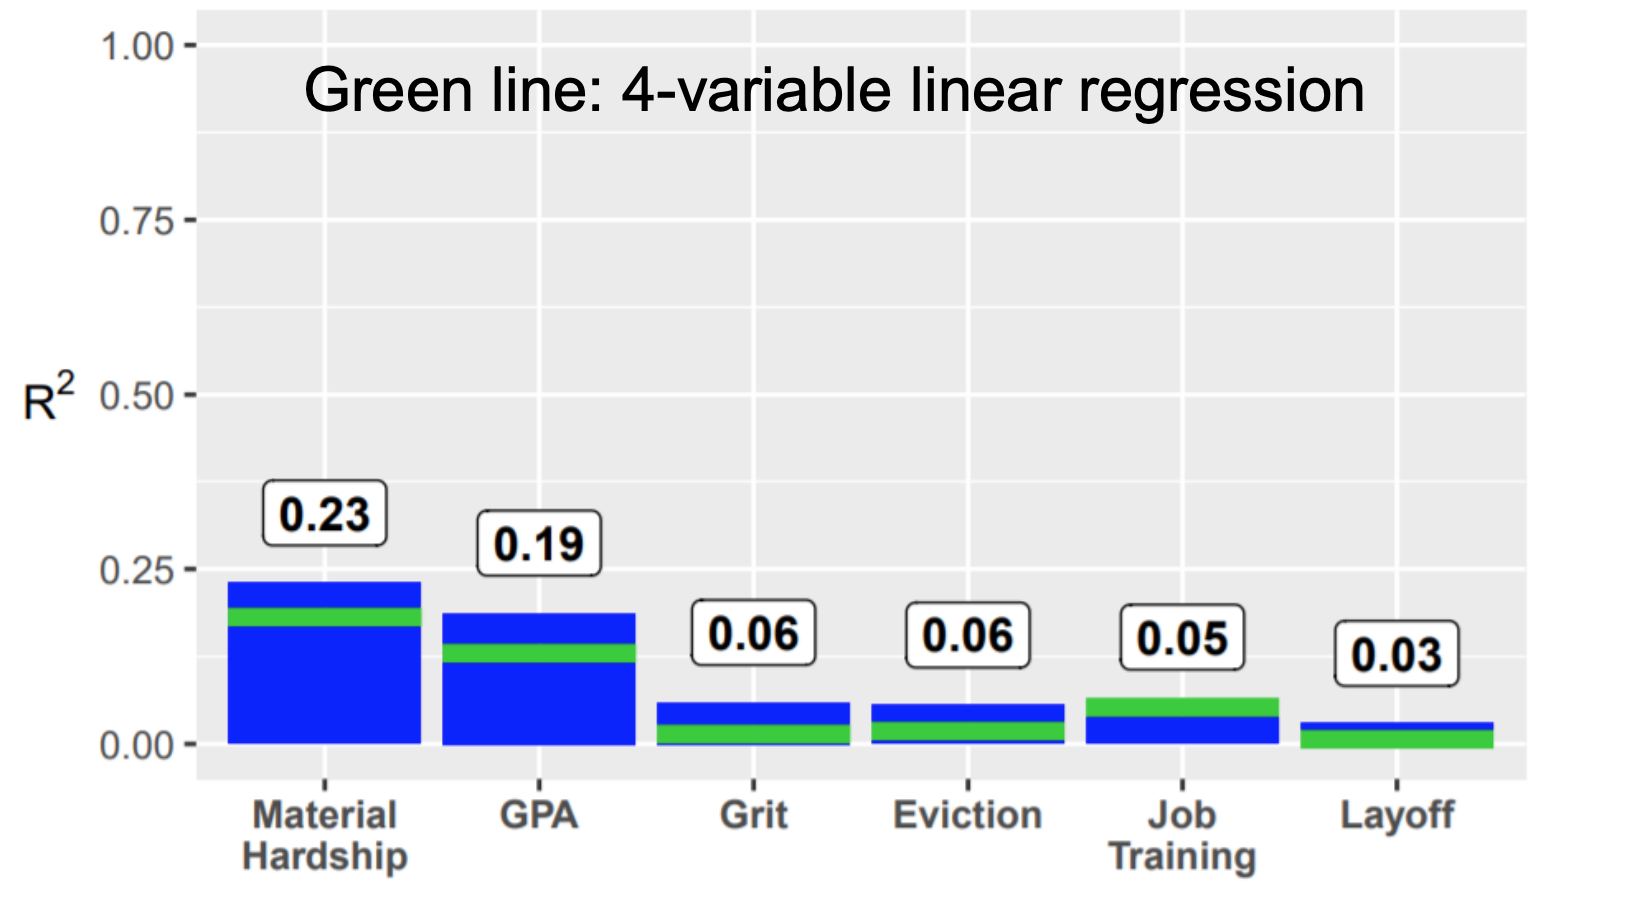 Green line: 4-variable linear regression
1.00
0.75
R² 0.50
0.25
0.00
0.23
0.19
0.06
0.06
0.05
0.03
Material
Hardship
GPA
Grit
Eviction
Job
Training
Layoff